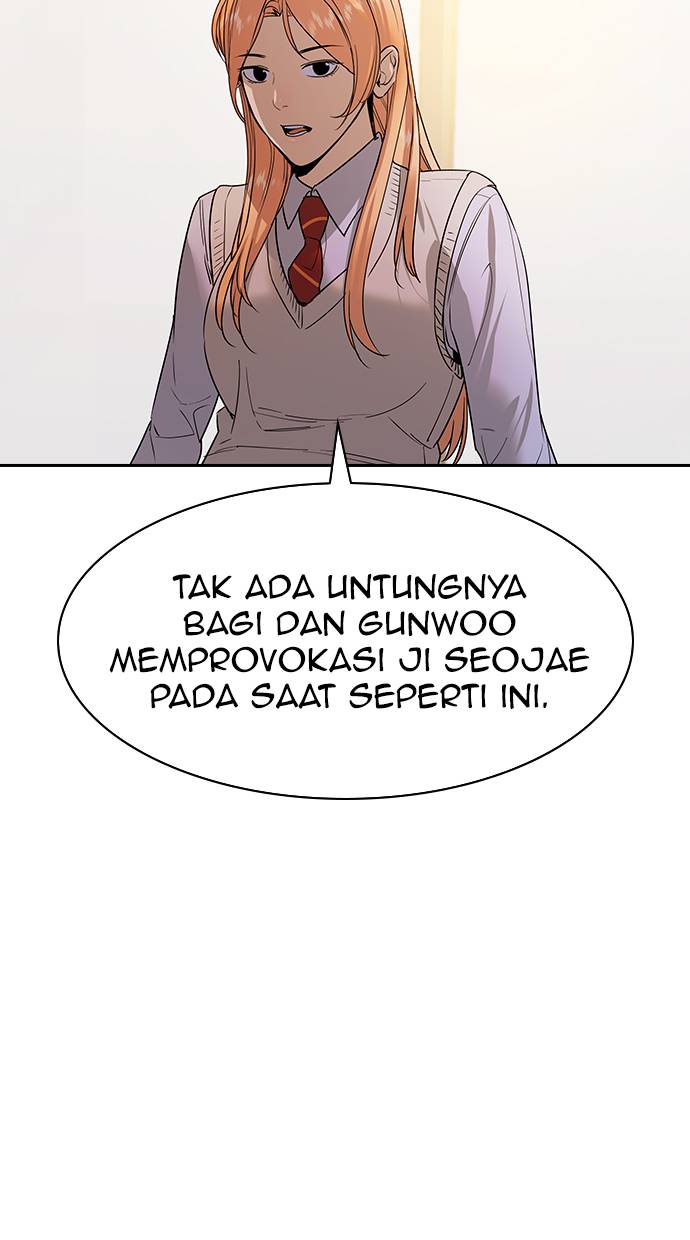 TAK ADA UNTUNGNYA
BAGI DAN GUNWOO
MEMPROVOKASI JI SEOJAE
PADA SAAT SEPERTI INI.